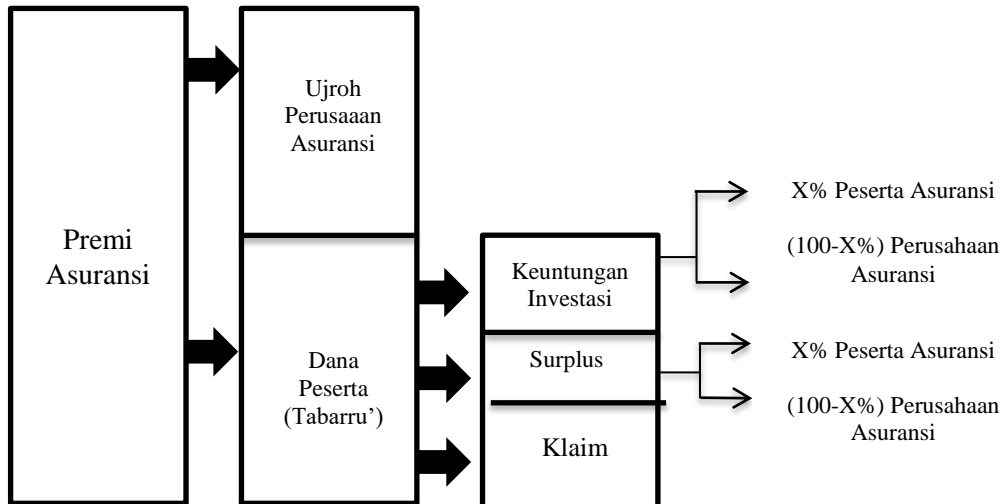 Premi
Asuransi
Ujroh
Perusaaan
Asuransi
Dana
Peserta
(Tabarru’)
Keuntungan
Investasi
Surplus
Klaim
X% Peserta Asuransi
(100-X%) Perusahaan
Asuransi
X% Peserta Asuransi
(100-X%) Perusahaan
Asuransi